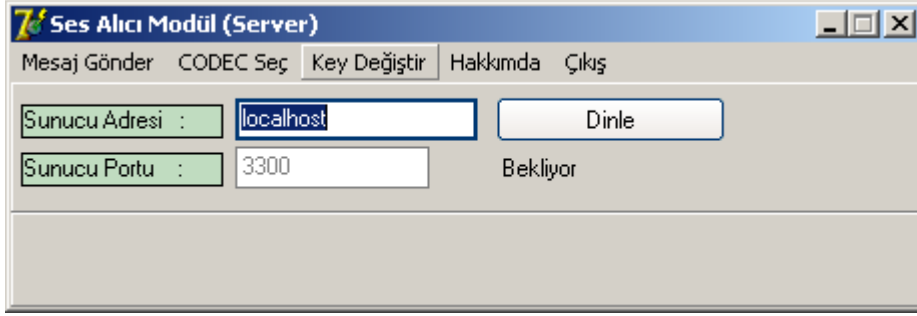 Ses Alıcı Modül (Server)
Mesaj Gönder CODEC Seç Key Değiştir Hakkımda Çıkış
Sunucu Adresi : localhost Dinle
Sunucu Portu : 3300 Bekliyor